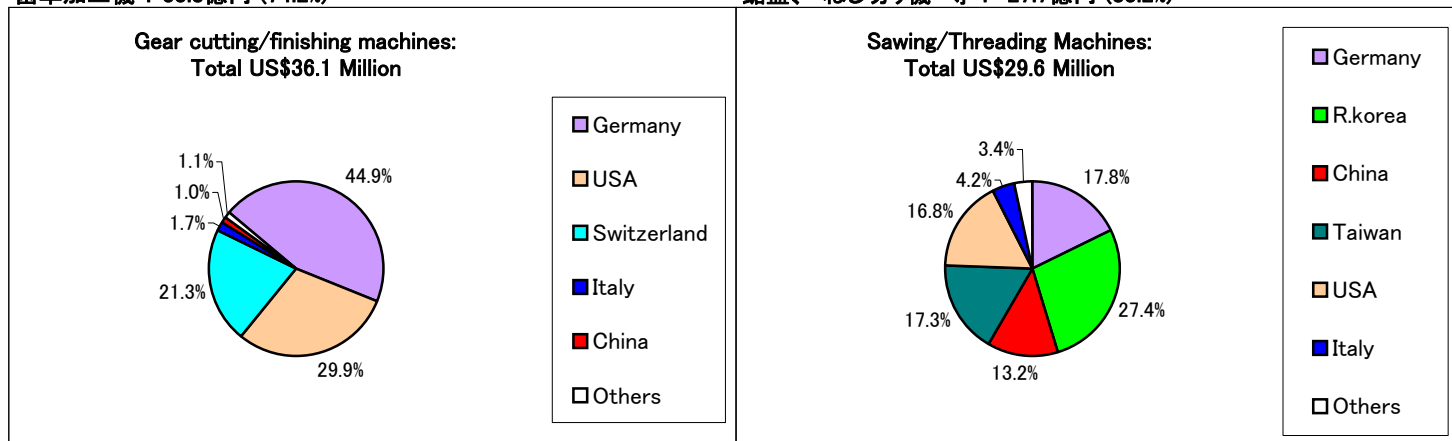 Gear cutting/finishing machines:
Total US$36.1 Million
44.9%
29.9%
21.3%
1.7%
1.0%
1.1%
Germany
USA
Switzerland
Italy
China
Others
Sawing/Threading Machines:
Total US$29.6 Million
17.8%
27.4%
13.2%
17.3%
16.8%
4.2%
3.4%
Germany
R.korea
China
Taiwan
USA
Italy
Others